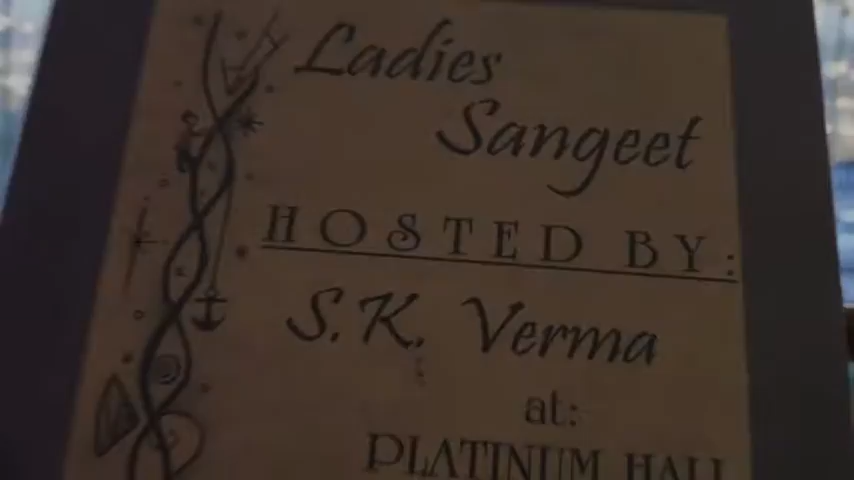 Ladies
Sangeet
HOSTED BY:
S.K. Verma
at:
PLATINUM HALL